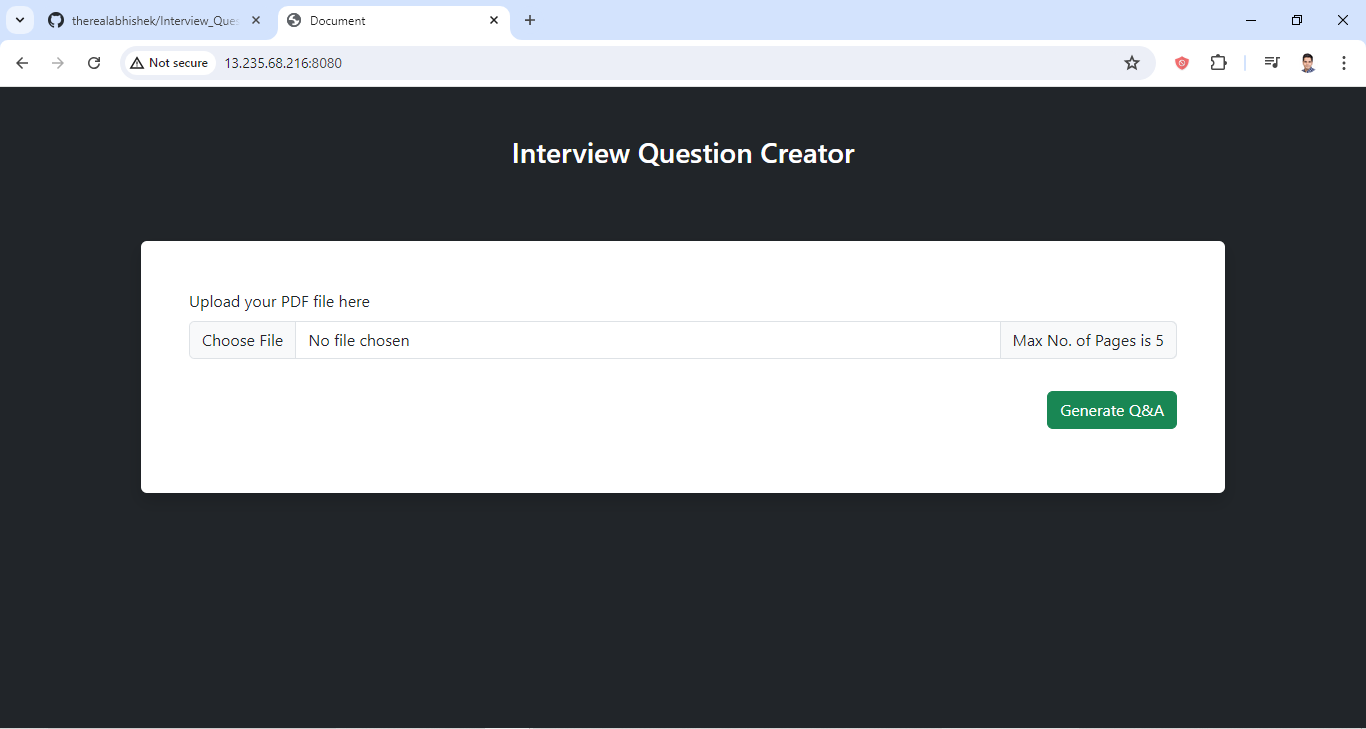 therealabhishek/Interview_Ques
Document
Not secure
13.235.68.216:8080
Interview Question Creator
Upload your PDF file here
Choose File No file chosen Max No. of Pages is 5
Generate Q&A